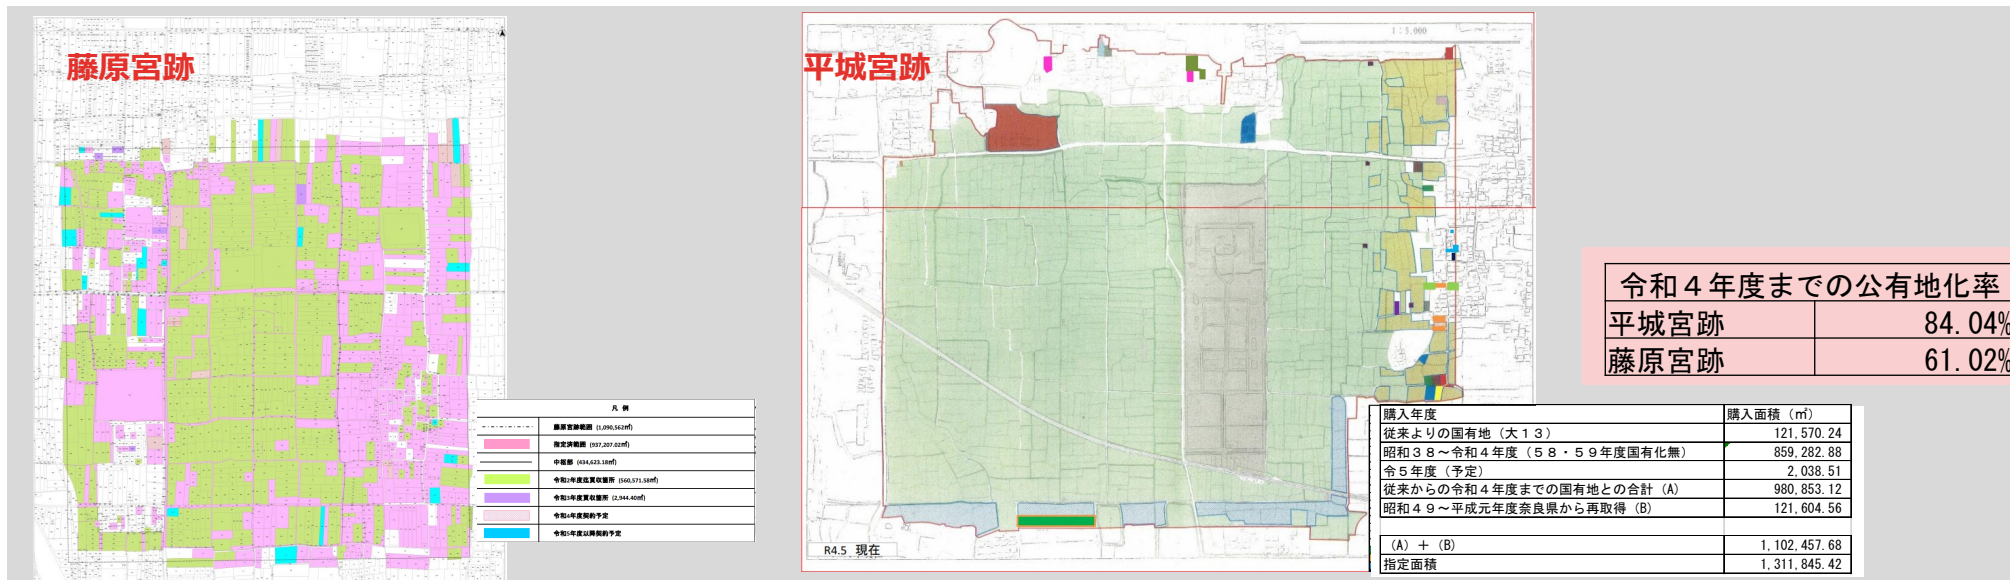 藤原宮跡
凡 例
藤原宮跡範囲 (1,090,562㎡)
指定済範囲 (937,207.02㎡)
中枢部 (434,623.18㎡)
令和2年度迄買収箇所 (560,571.58㎡)
令和3年度買収箇所 (2,944.40㎡)
令和4年度契約予定
令和5年度以降契約予定
平城宮跡
1 : 5,000
R4.5 現在
令和４年度までの公有地化率
平城宮跡 84.04%
藤原宮跡 61.02%
購入年度 購入面積（㎡）
従来よりの国有地（大１３） 121,570.24
昭和３８～令和４年度（５８・５９年度国有化無） 859,282.88
令５年度（予定） 2,038.51
従来からの令和４年度までの国有地との合計（A） 980,853.12
昭和４９～平成元年度奈良県から再取得（B） 121,604.56
（A）＋（B） 1,102,457.68
指定面積 1,311,845.42